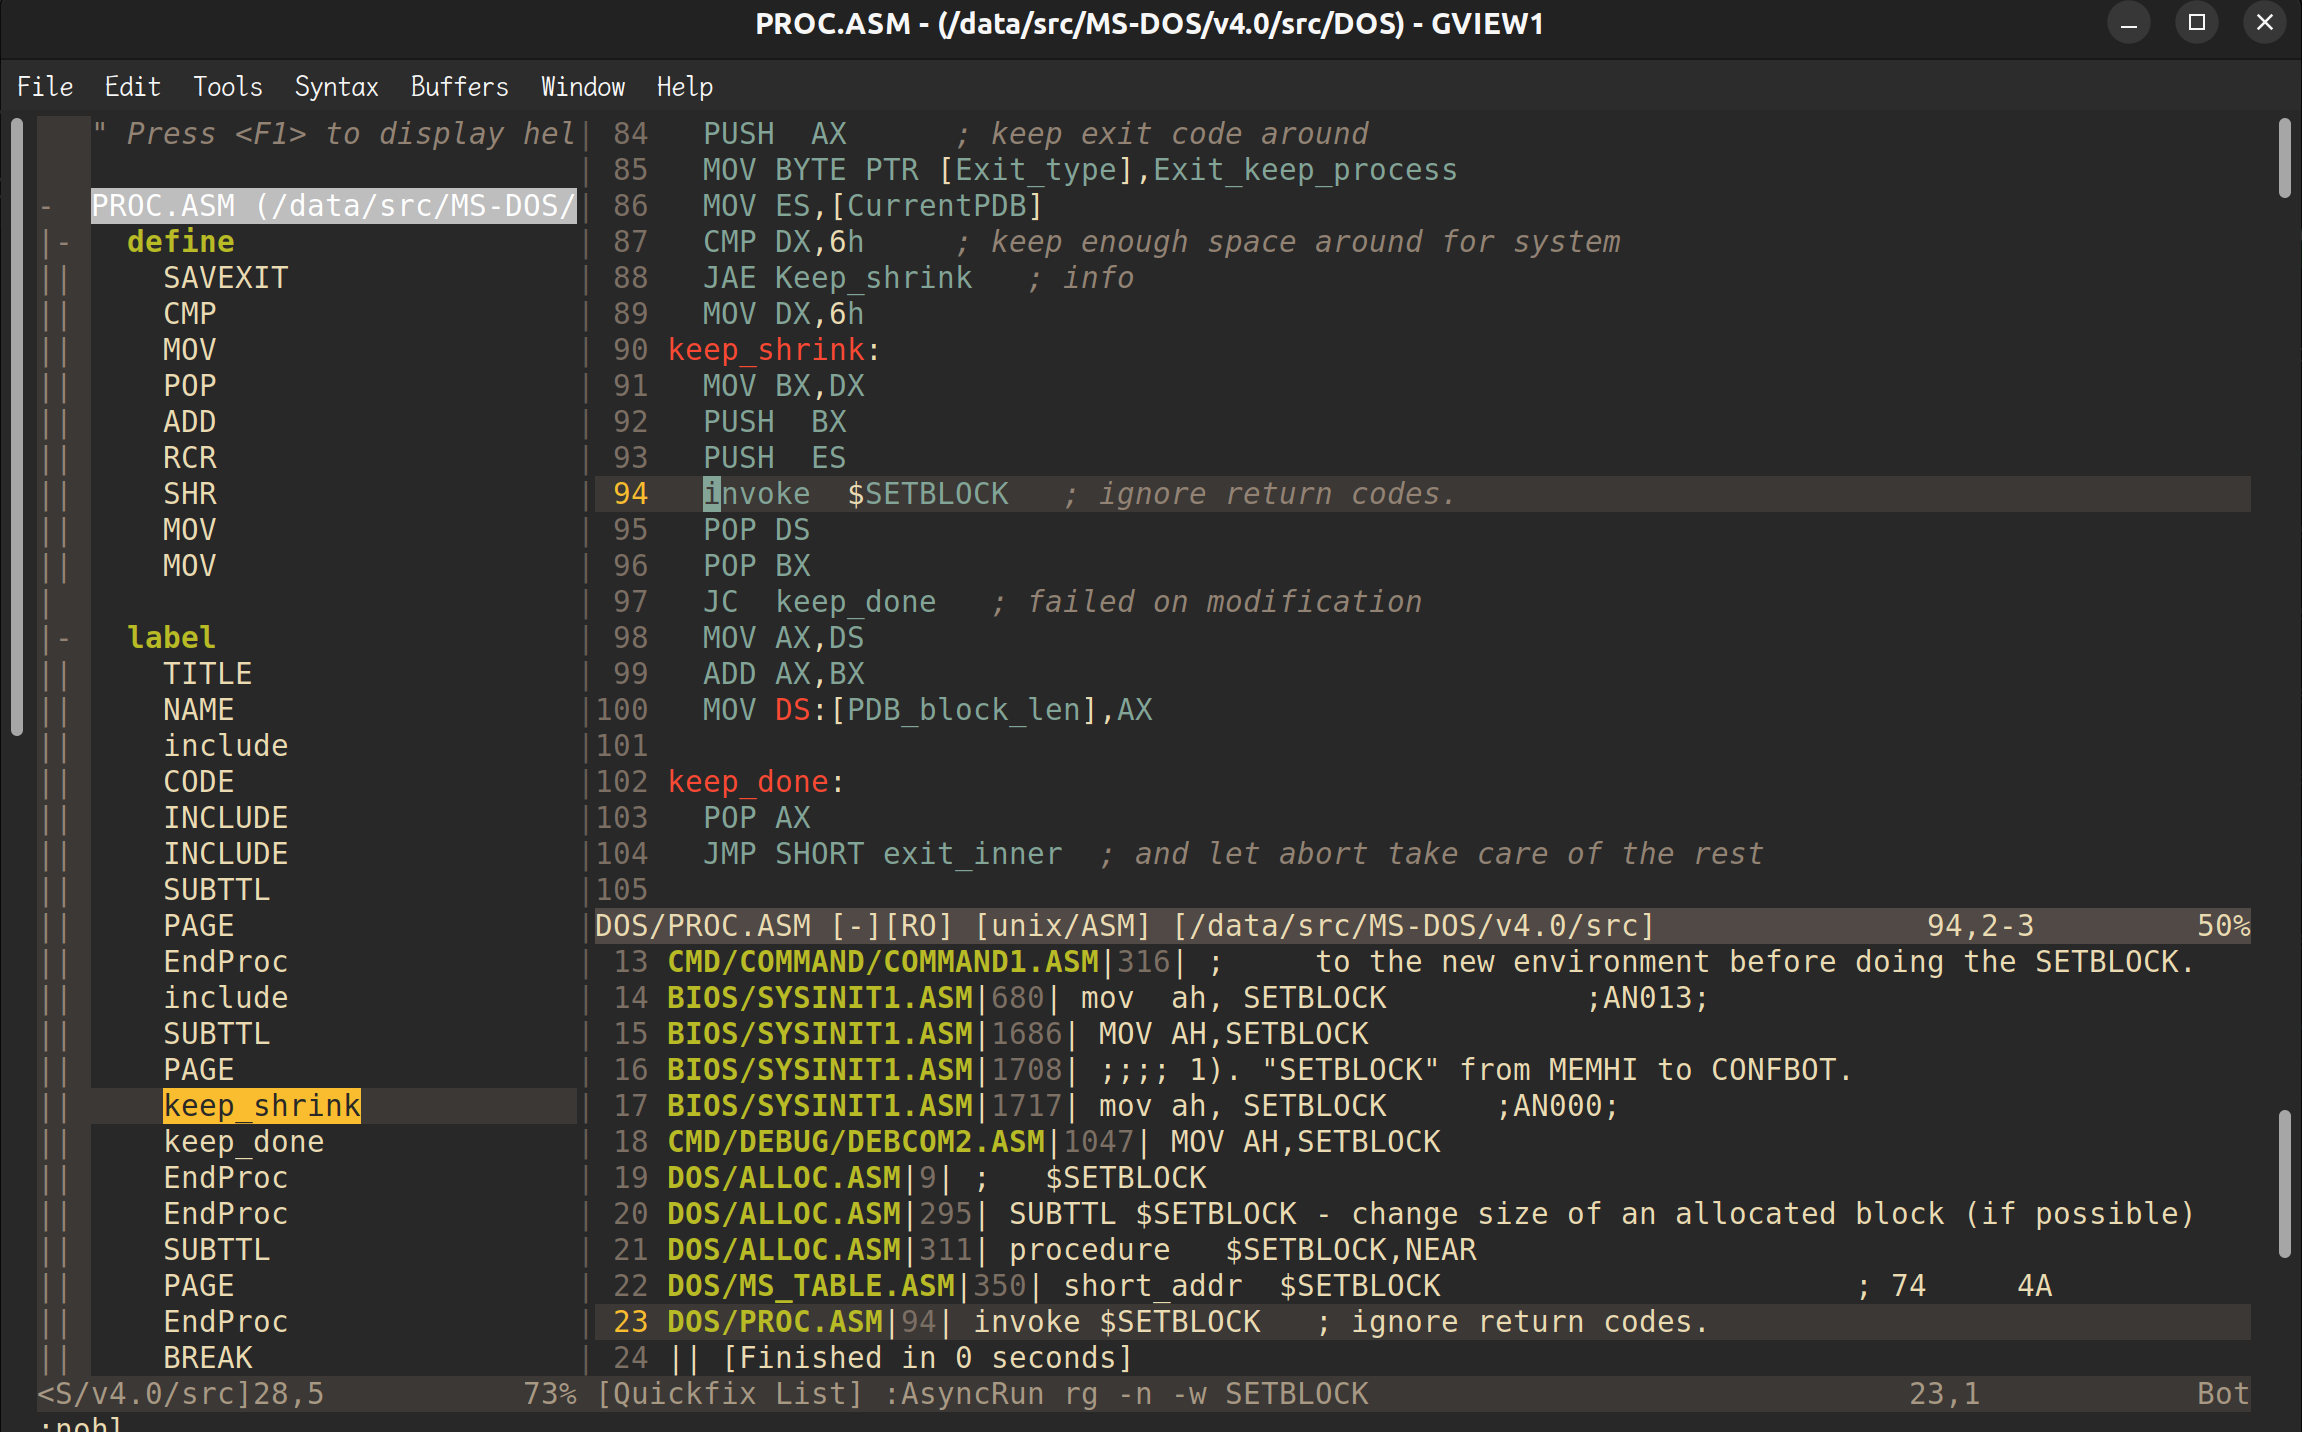 PROC.ASM - (/data/src/MS-DOS/v4.0/src/DOS) - GVIEW1
File Edit Tools Syntax Buffers Window Help
" Press <F1> to display hel
- PROC.ASM (/data/src/MS-DOS/
|- define
|| SAVEXIT
|| CMP
|| MOV
|| POP
|| ADD
|| RCR
|| SHR
|| MOV
|| MOV
|
|- label
|| TITLE
|| NAME
|| include
|| CODE
|| INCLUDE
|| INCLUDE
|| SUBTTL
|| PAGE
|| EndProc
|| include
|| SUBTTL
|| PAGE
|| keep_shrink
|| keep_done
|| EndProc
|| EndProc
|| SUBTTL
|| PAGE
|| EndProc
|| BREAK
<S/v4.0/src]28,5 73%
84 PUSH AX ; keep exit code around
85 MOV BYTE PTR [Exit_type],Exit_keep_process
86 MOV ES,[CurrentPDB]
87 CMP DX,6h ; keep enough space around for system
88 JAE Keep_shrink ; info
89 MOV DX,6h
90 keep_shrink:
91 MOV BX,DX
92 PUSH BX
93 PUSH ES
94 invoke $SETBLOCK ; ignore return codes.
95 POP DS
96 POP BX
97 JC keep_done ; failed on modification
98 MOV AX,DS
99 ADD AX,BX
100 MOV DS:[PDB_block_len],AX
101
102 keep_done:
103 POP AX
104 JMP SHORT exit_inner ; and let abort take care of the rest
105
DOS/PROC.ASM [-][RO] [unix/ASM] [/data/src/MS-DOS/v4.0/src] 94,2-3 50%
13 CMD/COMMAND/COMMAND1.ASM|316| ; to the new environment before doing the SETBLOCK.
14 BIOS/SYSINIT1.ASM|680| mov ah, SETBLOCK ;AN013;
15 BIOS/SYSINIT1.ASM|1686| MOV AH,SETBLOCK
16 BIOS/SYSINIT1.ASM|1708| ;;;; 1). "SETBLOCK" from MEMHI to CONFBOT.
17 BIOS/SYSINIT1.ASM|1717| mov ah, SETBLOCK ;AN000;
18 CMD/DEBUG/DEBCOM2.ASM|1047| MOV AH,SETBLOCK
19 DOS/ALLOC.ASM|9| ; $SETBLOCK
20 DOS/ALLOC.ASM|295| SUBTTL $SETBLOCK - change size of an allocated block (if possible)
21 DOS/ALLOC.ASM|311| procedure $SETBLOCK,NEAR
22 DOS/MS_TABLE.ASM|350| short_addr $SETBLOCK ; 74 4A
23 DOS/PROC.ASM|94| invoke $SETBLOCK ; ignore return codes.
24 || [Finished in 0 seconds]
[Quickfix List] :AsyncRun rg -n -w SETBLOCK 23,1 Bot
:nohl